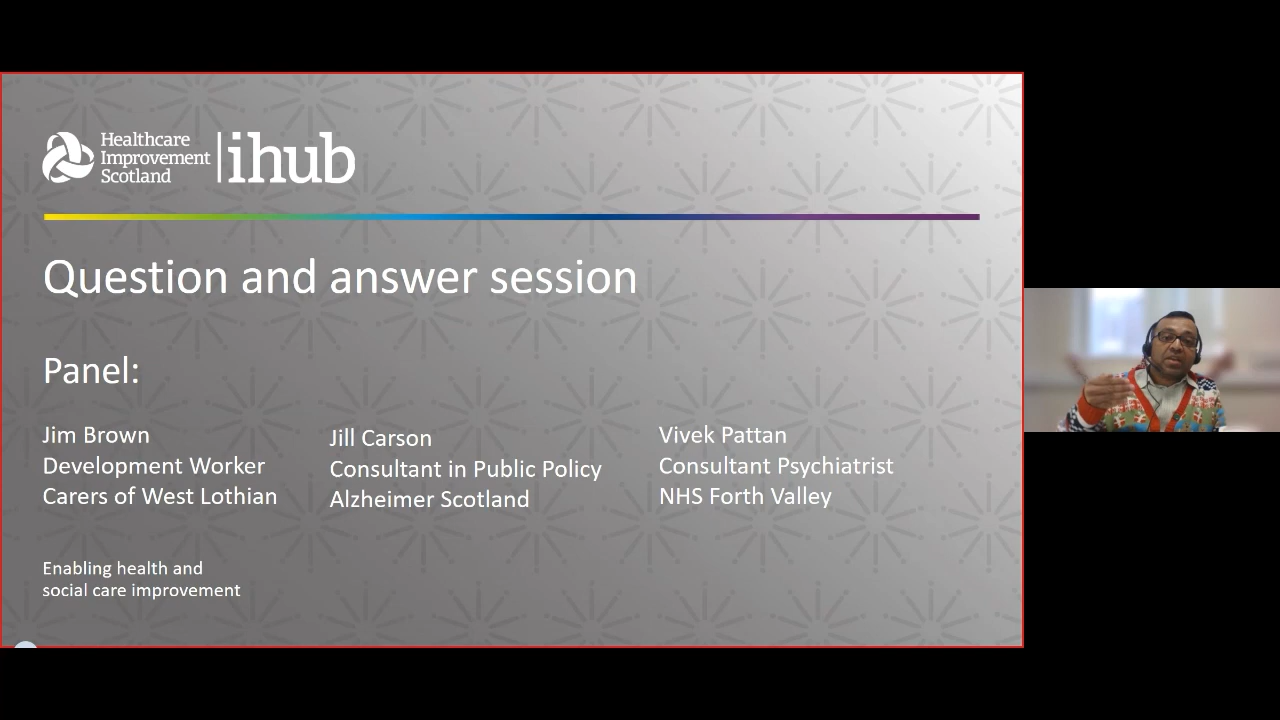 Healthcare
Improvement
Scotland
ihub
Question and answer session
Panel:
Jim Brown
Development Worker
Carers of West Lothian
Jill Carson
Consultant in Public Policy
Alzheimer Scotland
Vivek Pattan
Consultant Psychiatrist
NHS Forth Valley
Enabling health and
social care improvement